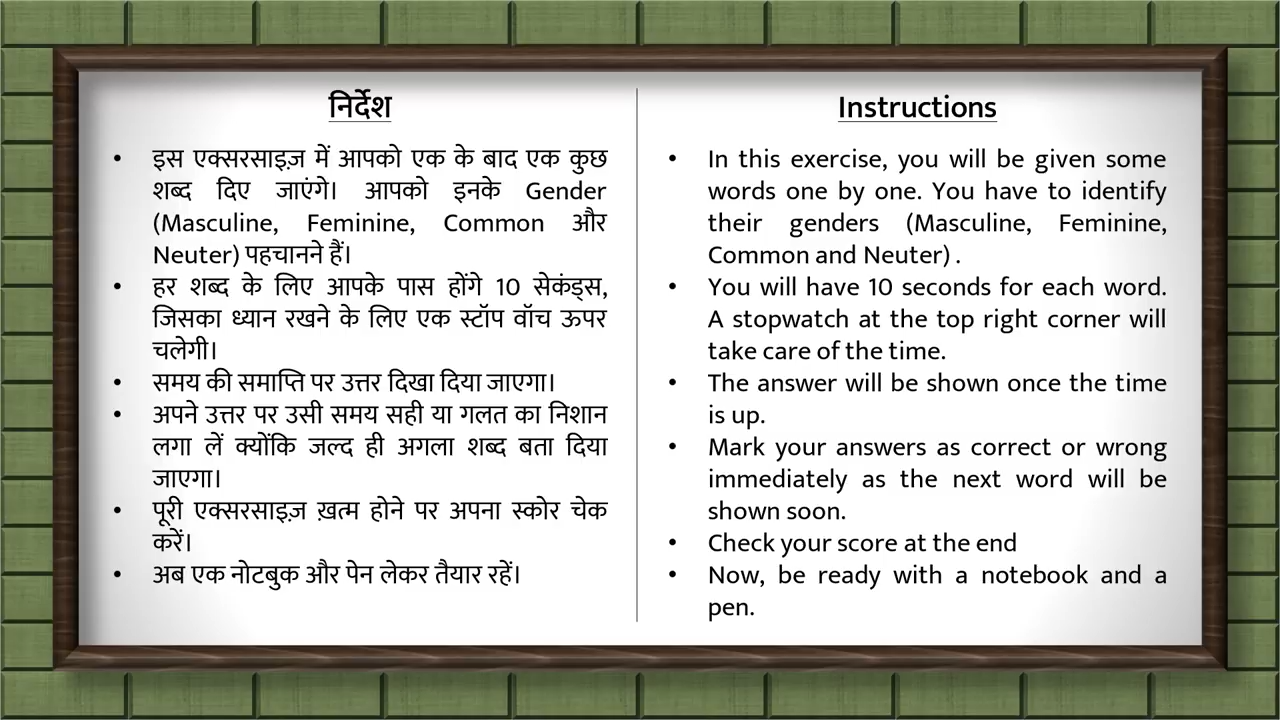 निर्देश
• इस एक्सरसाइज़ में आपको एक के बाद एक कुछ
शब्द दिए जाएंगे। आपको इनके Gender
(Masculine, Feminine, Common और
Neuter) पहचानने हैं।
• हर शब्द के लिए आपके पास होंगे 10 सेकंड्स,
जिसका ध्यान रखने के लिए एक स्टॉप वॉच ऊपर
चलेगी।
• समय की समाप्ति पर उत्तर दिखा दिया जाएगा।
• अपने उत्तर पर उसी समय सही या गलत का निशान
लगा लें क्योंकि जल्द ही अगला शब्द बता दिया
जाएगा।
• पूरी एक्सरसाइज़ ख़त्म होने पर अपना स्कोर चेक
करें।
• अब एक नोटबुक और पेन लेकर तैयार रहें।
Instructions
• In this exercise, you will be given some
words one by one. You have to identify
their genders (Masculine, Feminine,
Common and Neuter) .
• You will have 10 seconds for each word.
A stopwatch at the top right corner will
take care of the time.
• The answer will be shown once the time
is up.
• Mark your answers as correct or wrong
immediately as the next word will be
shown soon.
• Check your score at the end
• Now, be ready with a notebook and a
pen.